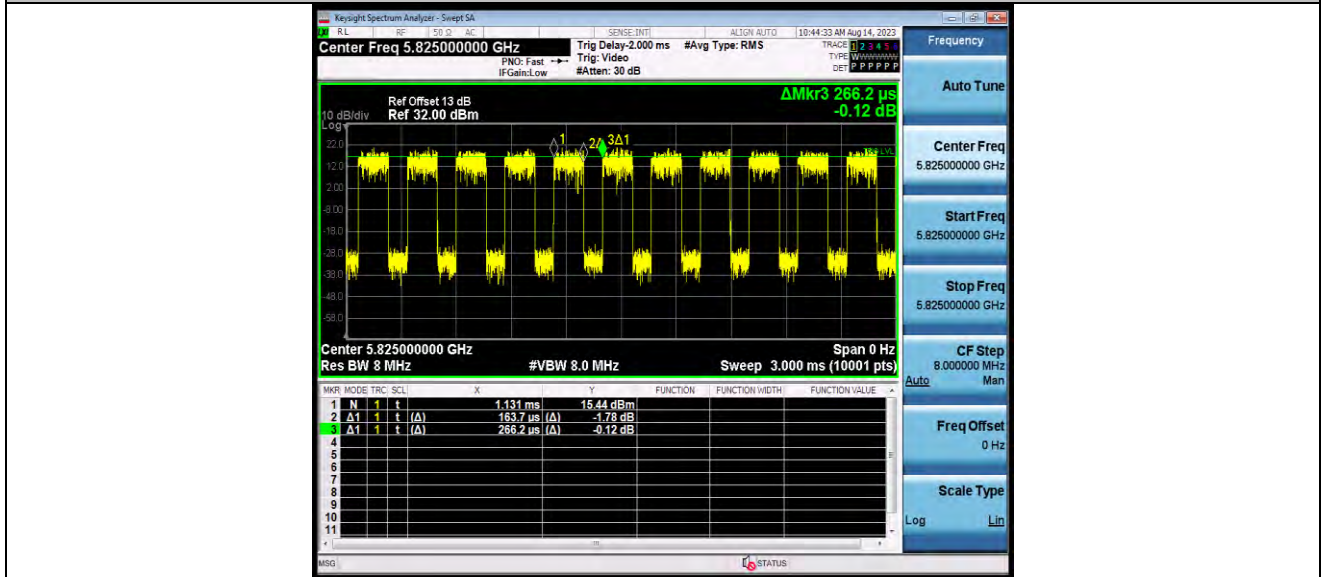 Keysight Spectrum Analyzer - Swept SA
RL RF 50 Ω AC SENSE:INT ALIGN AUTO 10:44:33 AM Aug 14, 2023
Center Freq 5.825000000 GHz
PNO: Fast
IFGain:Low
Trig Delay-2.000 ms
Trig: Video
#Atten: 30 dB
#Avg Type: RMS
TRACE 1 2 3 4 5 6
TYPE
DET P P P P P P
ΔMkr3 266.2 µs
-0.12 dB
10 dB/div
Log
Ref Offset 13 dB
Ref 32.00 dBm
1
3Δ1
22.0
12.0
2.00
-8.00
-18.0
-28.0
-38.0
-48.0
-58.0
Center 5.825000000 GHz Span 0 Hz
Res BW 8 MHz #VBW 8.0 MHz Sweep 3.000 ms (10001 pts)
MKR MODE TRC SCL X Y FUNCTION FUNCTION WIDTH FUNCTION VALUE
1 N 1 t 1.131 ms 15.44 dBm
2 Δ1 1 t (Δ) 163.7 µs (Δ) -1.78 dB
3 Δ1 1 t (Δ) 266.2 µs (Δ) -0.12 dB
4
5
6
7
8
9
10
11
MSG STATUS
Frequency
Auto Tune
Center Freq
5.825000000 GHz
Start Freq
5.825000000 GHz
Stop Freq
5.825000000 GHz
CF Step
8.000000 MHz
Auto Man
Freq Offset
0 Hz
Scale Type
Log Lin